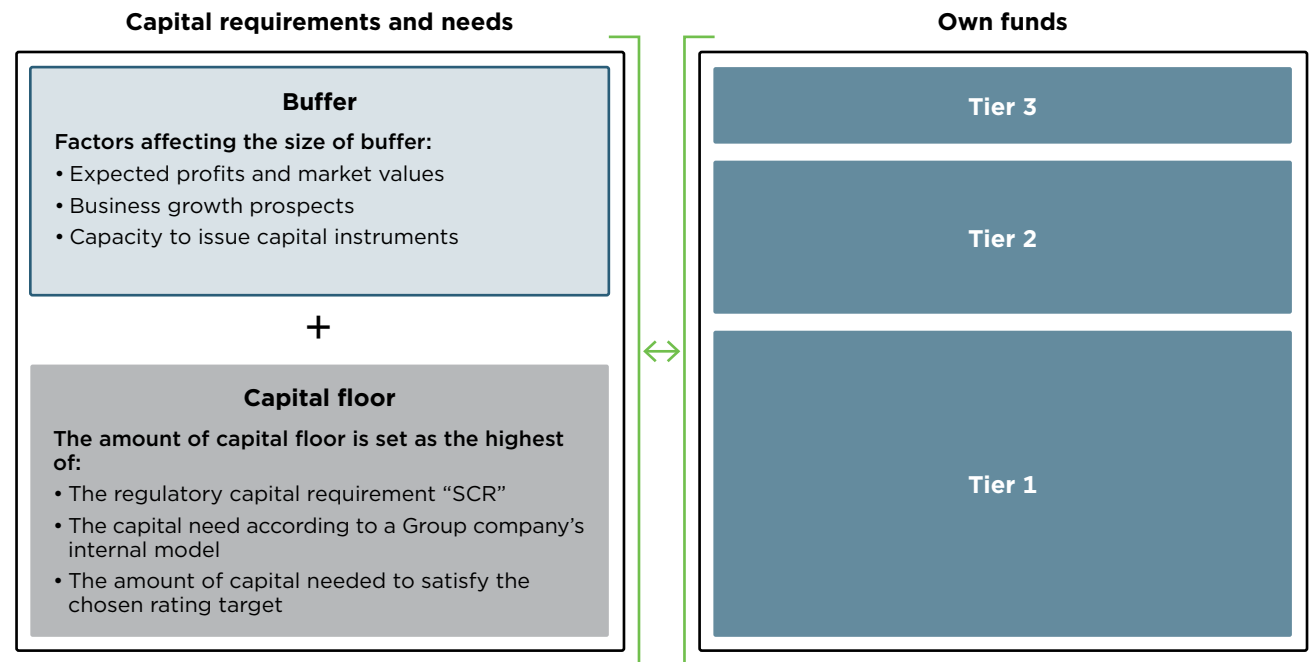 Capital requirements and needs
Buffer
Factors affecting the size of buffer:
• Expected profits and market values
• Business growth prospects
• Capacity to issue capital instruments
+
Capital floor
The amount of capital floor is set as the highest
of:
• The regulatory capital requirement “SCR”
• The capital need according to a Group company’s
internal model
• The amount of capital needed to satisfy the
chosen rating target
Own funds
Tier 3
Tier 2
Tier 1